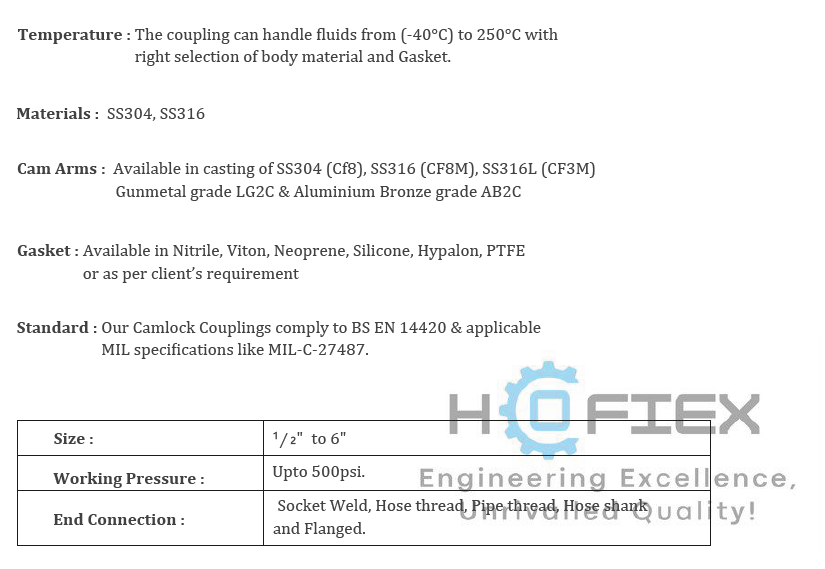 Temperature : The coupling can handle fluids from (-40°C) to 250°C with
right selection of body material and Gasket.
Materials : SS304, SS316
Cam Arms : Available in casting of SS304 (Cf8), SS316 (CF8M), SS316L (CF3M)
Gunmetal grade LG2C & Aluminium Bronze grade AB2C
Gasket : Available in Nitrile, Viton, Neoprene, Silicone, Hypalon, PTFE
or as per client’s requirement
Standard : Our Camlock Couplings comply to BS EN 14420 & applicable
MIL specifications like MIL-C-27487.
HOFIEX
Engineering Excellence,
Unrivalled Quality!
Size : ¹/₂" to 6"
Working Pressure : Upto 500psi.
End Connection : Socket Weld, Hose thread, Pipe thread, Hose shank
and Flanged.